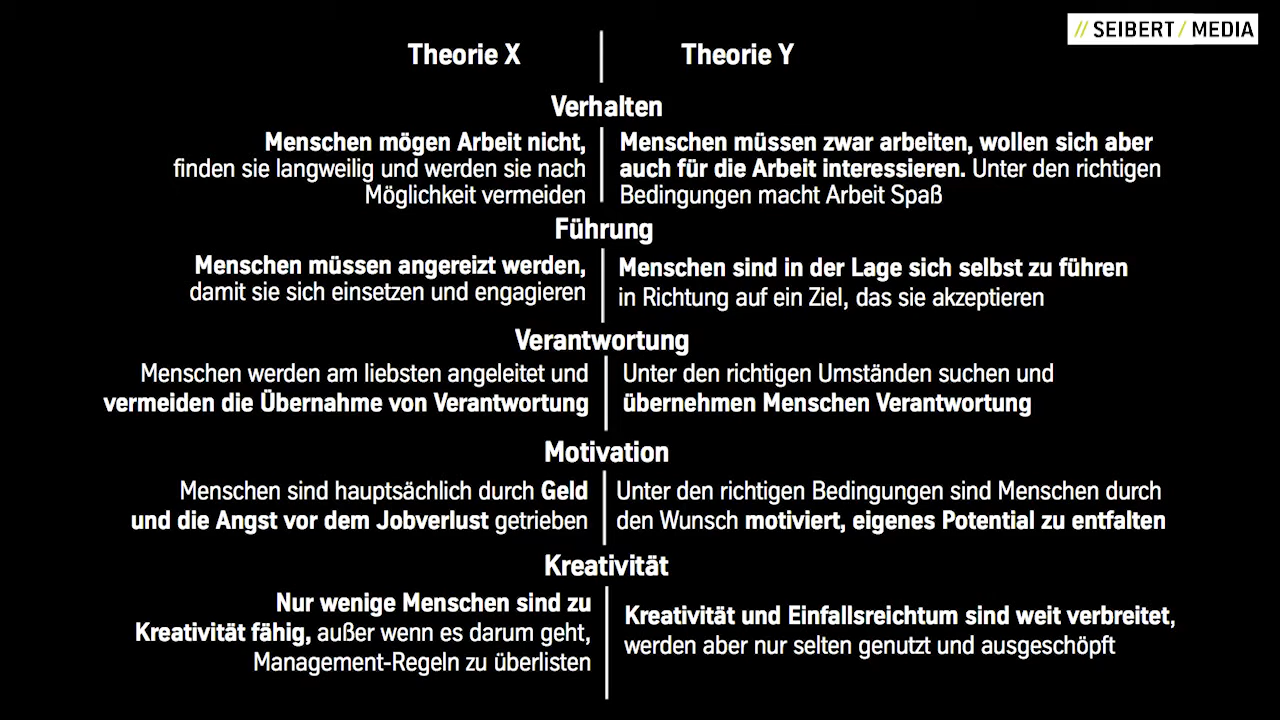 // SEIBERT / MEDIA
Theorie X
Theorie Y
Verhalten
Menschen mögen Arbeit nicht,
finden sie langweilig und werden sie nach
Möglichkeit vermeiden
Menschen müssen zwar arbeiten, wollen sich aber
auch für die Arbeit interessieren. Unter den richtigen
Bedingungen macht Arbeit Spaß
Führung
Menschen müssen angereizt werden,
damit sie sich einsetzen und engagieren
Menschen sind in der Lage sich selbst zu führen
in Richtung auf ein Ziel, das sie akzeptieren
Verantwortung
Menschen werden am liebsten angeleitet und
vermeiden die Übernahme von Verantwortung
Unter den richtigen Umständen suchen und
übernehmen Menschen Verantwortung
Motivation
Menschen sind hauptsächlich durch Geld
und die Angst vor dem Jobverlust getrieben
Unter den richtigen Bedingungen sind Menschen durch
den Wunsch motiviert, eigenes Potential zu entfalten
Kreativität
Nur wenige Menschen sind zu
Kreativität fähig, außer wenn es darum geht,
Management-Regeln zu überlisten
Kreativität und Einfallsreichtum sind weit verbreitet,
werden aber nur selten genutzt und ausgeschöpft